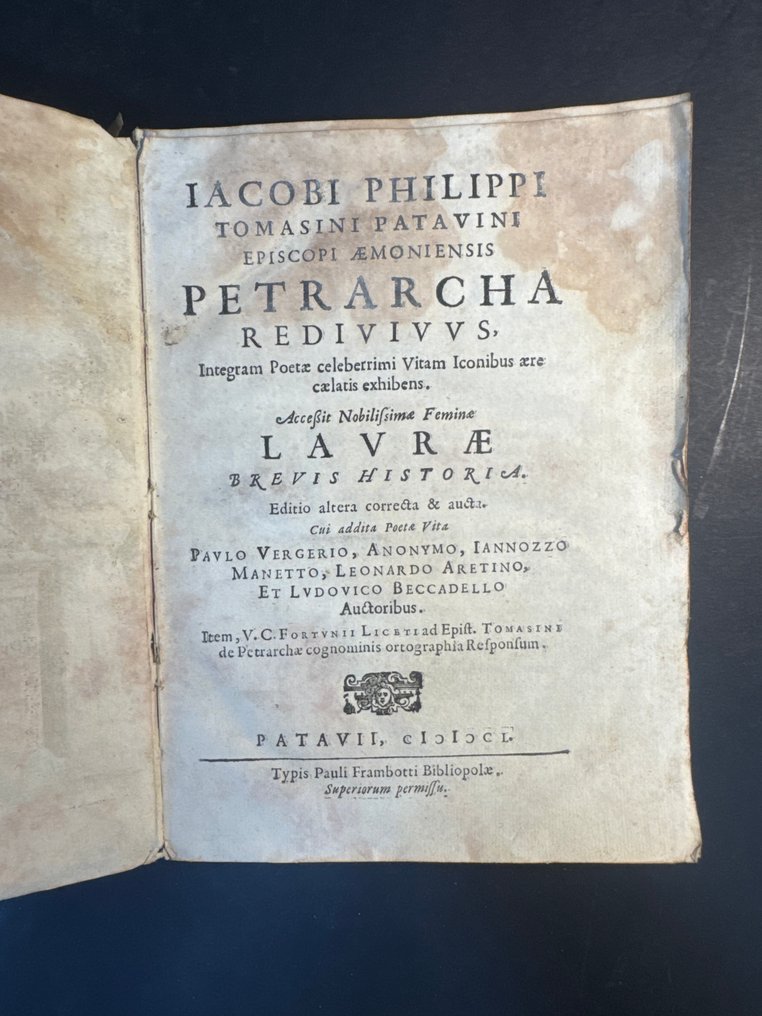 IACOBI PHILIPPI
TOMASINI PATAVINI
EPISCOPI ÆMONIENSIS
PETRARCHA
REDIVIVVS,
Integram Poetæ celeberrimi Vitam Iconibus ære
cælatis exhibens.
Acceßit Nobiliſsimæ Feminæ
LAVRÆ
BREVIS HISTORIA.
Editio altera correcta & aucta.
Cui addita Poetæ Vita
PAVLO VERGERIO, ANONYMO, IANNOZZO
MANETTO, LEONARDO ARETINO,
ET LVDOVICO BECCADELLO
Auctoribus.
Item, V. C. FORTVNII LICETI ad Epiſt. TOMASINI
de Petrarchæ cognominis ortographia Reſponſum.
PATAVII, cIɔIɔCL.
Typis Pauli Frambotti Bibliopolæ.
Superiorum permiſſu.